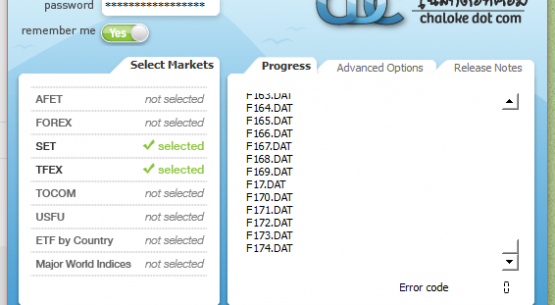 password ****************
chaloke dot com
remember me Yes
Select Markets
Progress
Advanced Options
Release Notes
AFET not selected
FOREX not selected
SET selected
TFEX selected
TOCOM not selected
USFU not selected
ETF by Country not selected
Major World Indices not selected
F163.DAT
F164.DAT
F165.DAT
F166.DAT
F167.DAT
F168.DAT
F169.DAT
F17.DAT
F170.DAT
F171.DAT
F172.DAT
F173.DAT
F174.DAT
Error code